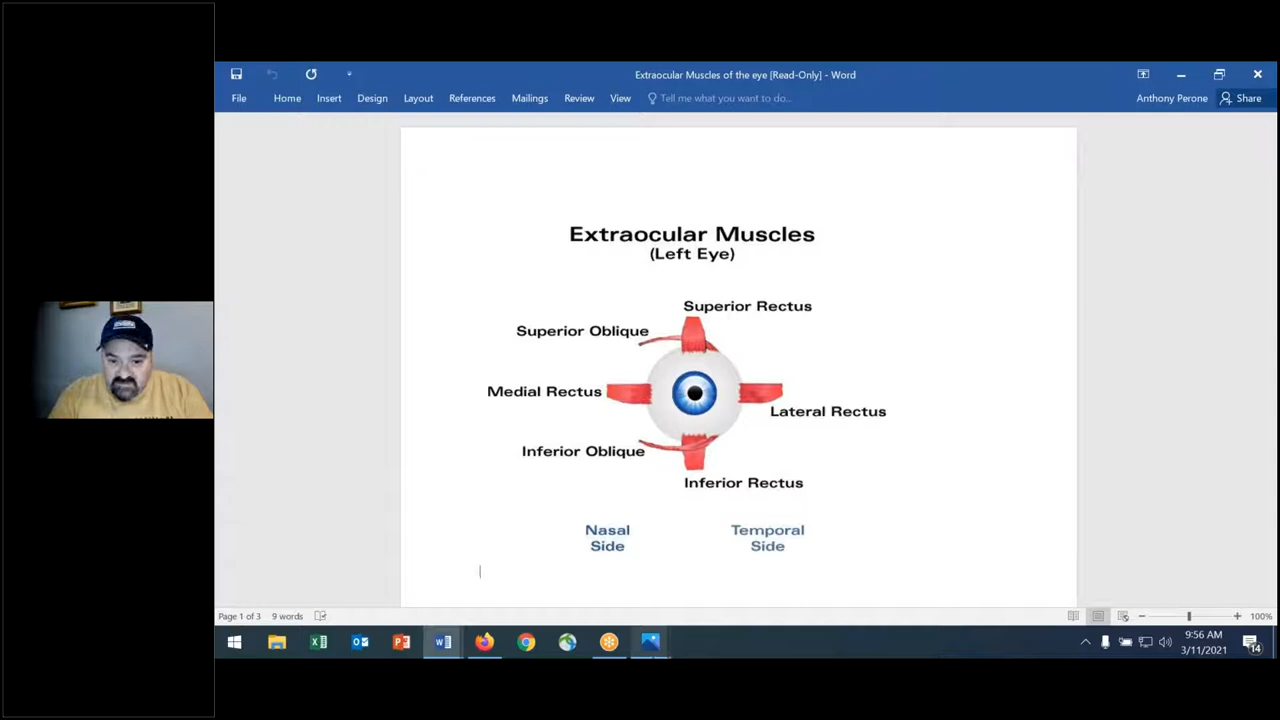 Extraocular Muscles of the eye [Read-Only] - Word
File Home Insert Design Layout References Mailings Review View Tell me what you want to do... Anthony Perone Share
Extraocular Muscles
(Left Eye)
Superior Rectus
Superior Oblique
Medial Rectus
Lateral Rectus
Inferior Oblique
Inferior Rectus
Nasal
Side
Temporal
Side
Page 1 of 3 9 words 100%
9:56 AM
3/11/2021
14